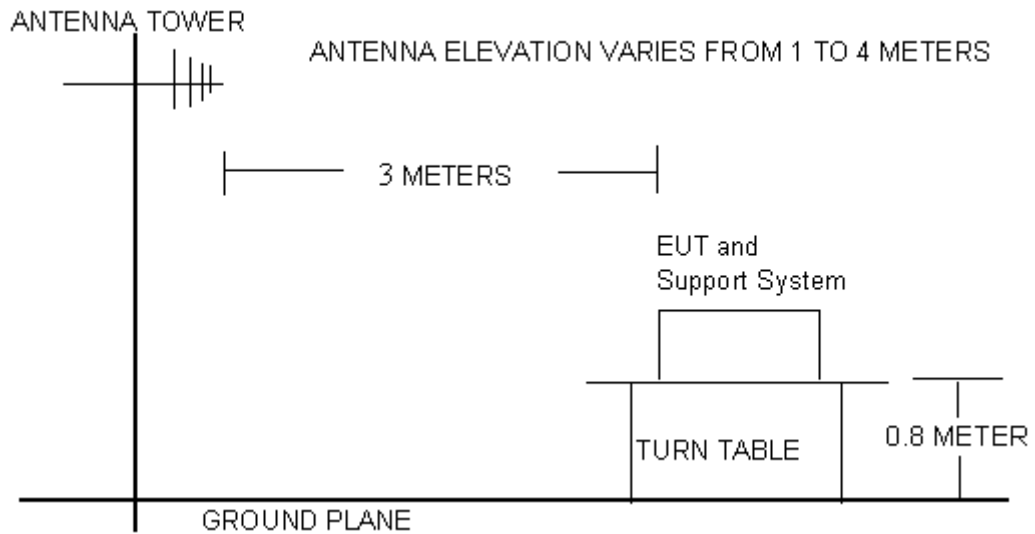 ANTENNA TOWER
ANTENNA ELEVATION VARIES FROM 1 TO 4 METERS
3 METERS
EUT and
Support System
TURN TABLE
0.8 METER
GROUND PLANE